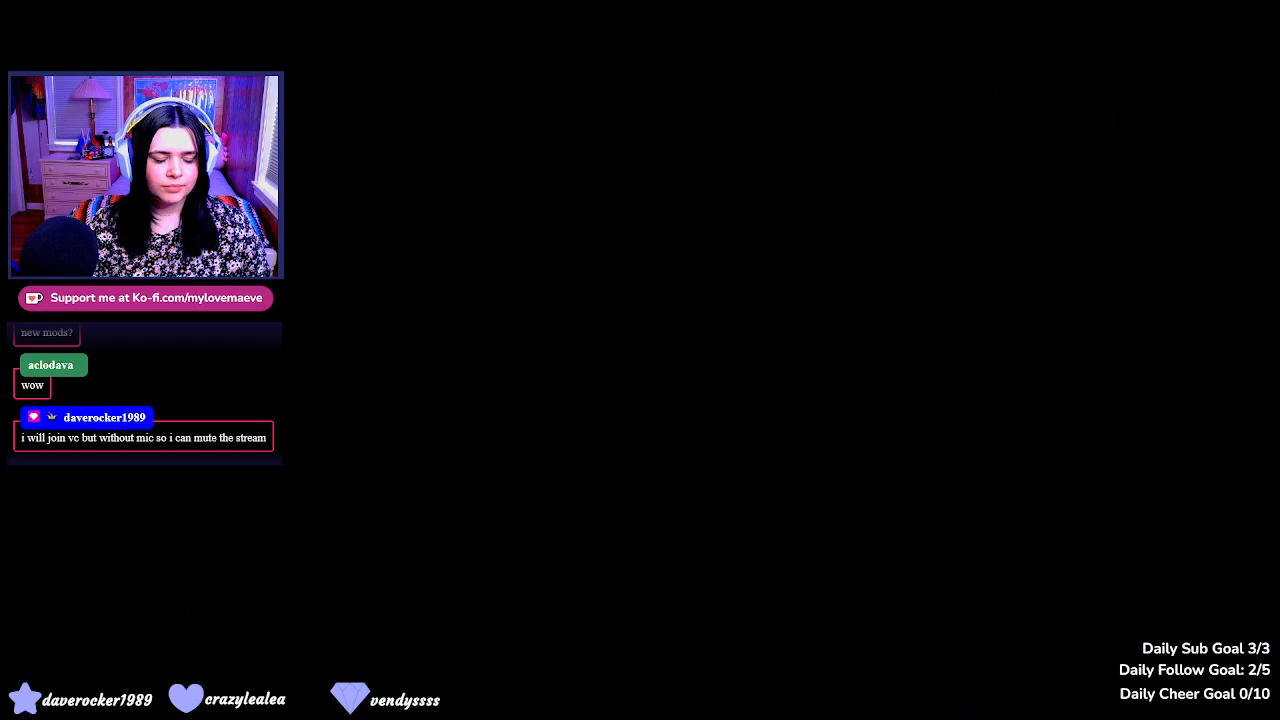 Support me at Ko-fi.com/mylovemaeve
new mods?
aclodava
wow
daverocker1989
i will join vc but without mic so i can mute the stream
Daily Sub Goal 3/3
Daily Follow Goal: 2/5
Daily Cheer Goal 0/10
daverocker1989
crazylealea
vendyssss